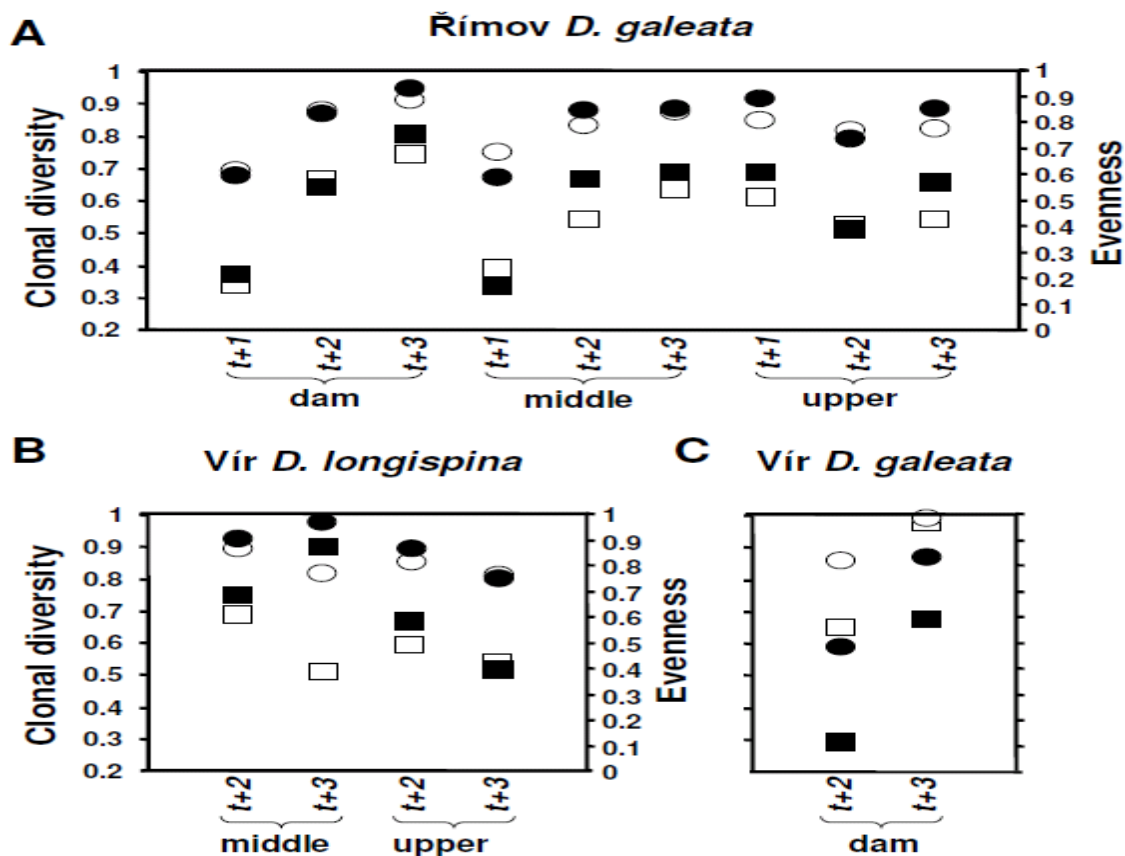 A
Římov D. galeata
Clonal diversity
1
0.9
0.8
0.7
0.6
0.5
0.4
0.3
0.2
Evenness
1
0.9
0.8
0.7
0.6
0.5
0.4
0.3
0.2
0.1
0
t+1 t+2 t+3 t+1 t+2 t+3 t+1 t+2 t+3
dam middle upper
B
Vír D. longispina
Clonal diversity
1
0.9
0.8
0.7
0.6
0.5
0.4
0.3
0.2
Evenness
1
0.9
0.8
0.7
0.6
0.5
0.4
0.3
0.2
0.1
0
t+2 t+3 t+2 t+3
middle upper
C
Vír D. galeata
t+2 t+3
dam